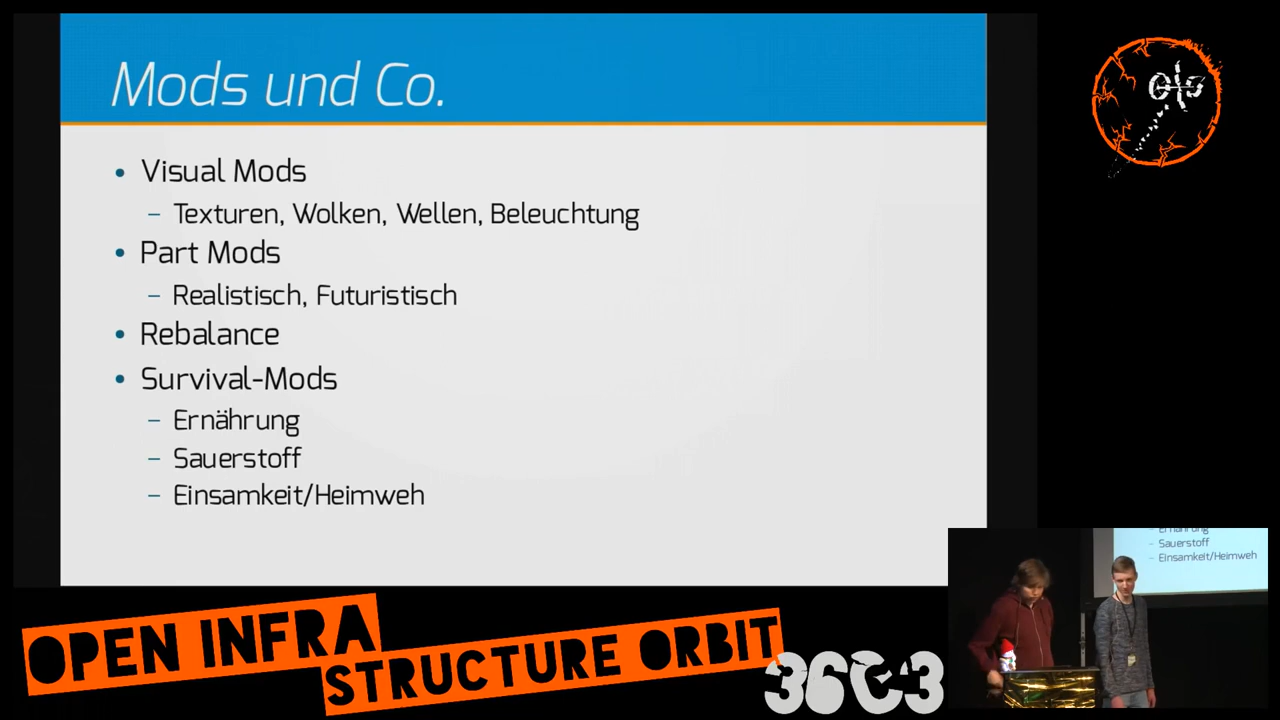 Mods und Co.
• Visual Mods
– Texturen, Wolken, Wellen, Beleuchtung
• Part Mods
– Realistisch, Futuristisch
• Rebalance
• Survival-Mods
– Ernährung
– Sauerstoff
– Einsamkeit/Heimweh
OIO
OPEN INFRA
STRUCTURE ORBIT
36C3
– Ernährung
– Sauerstoff
– Einsamkeit/Heimweh